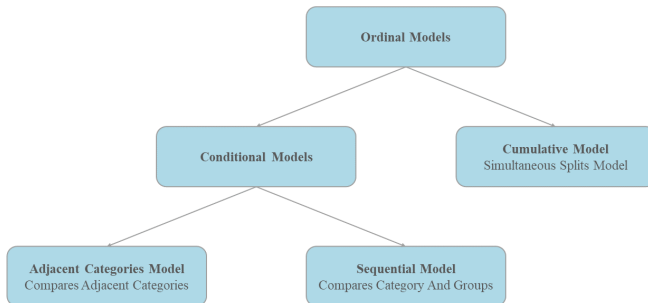 Ordinal Models
Conditional Models
Cumulative Model
Simultaneous Splits Model
Adjacent Categories Model
Compares Adjacent Categories
Sequential Model
Compares Category And Groups